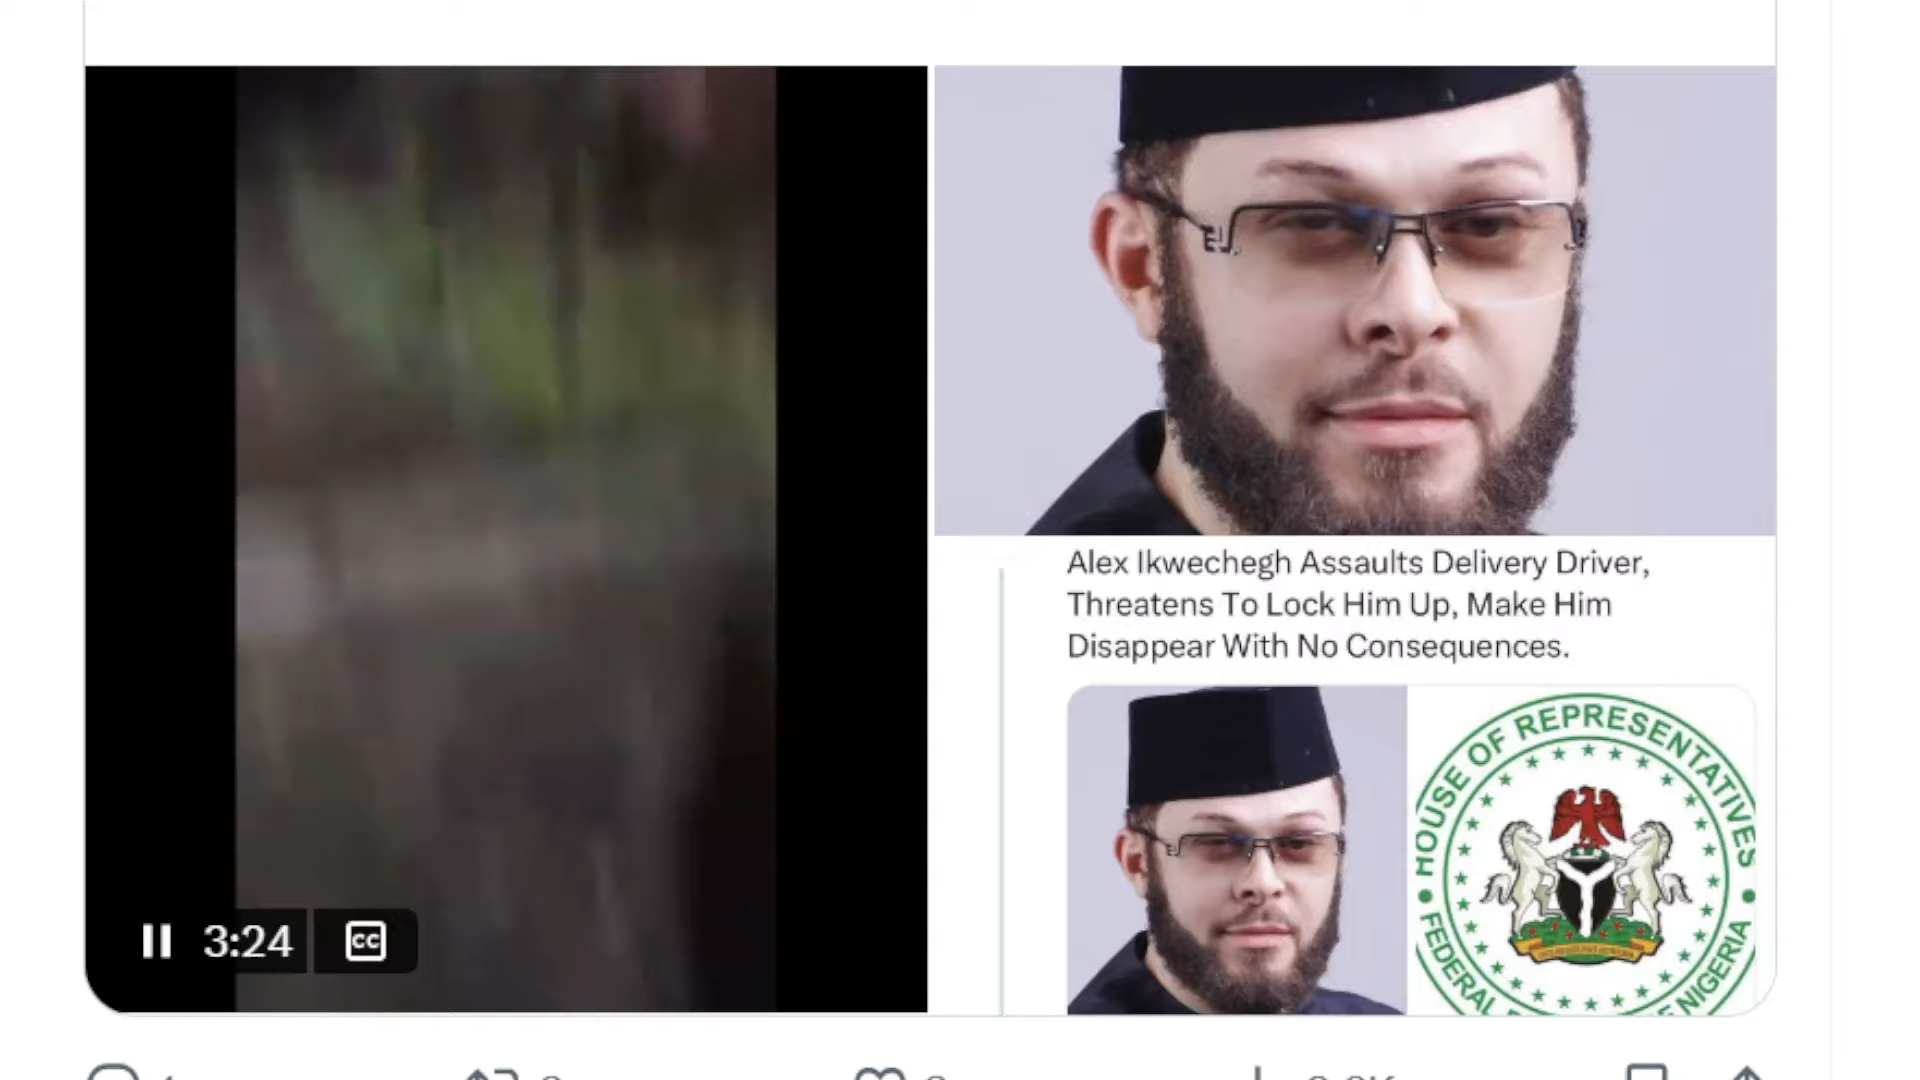 Alex Ikwechegh Assaults Delivery Driver,
Threatens To Lock Him Up, Make Him
Disappear With No Consequences.
HOUSE OF REPRESENTATIVES
FEDERAL
NIGERIA
3:24
CC